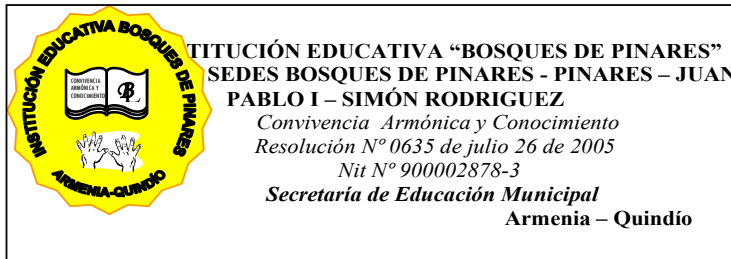 INSTITUCIÓN EDUCATIVA BOSQUES DE PINARES
CONVIVENCIA
ARMÓNICA Y
CONOCIMIENTO
ARMENIA-QUINDÍO
TITUCIÓN EDUCATIVA “BOSQUES DE PINARES”
SEDES BOSQUES DE PINARES - PINARES – JUAN
PABLO I – SIMÓN RODRIGUEZ
Convivencia Armónica y Conocimiento
Resolución Nº 0635 de julio 26 de 2005
Nit Nº 900002878-3
Secretaría de Educación Municipal
Armenia – Quindío